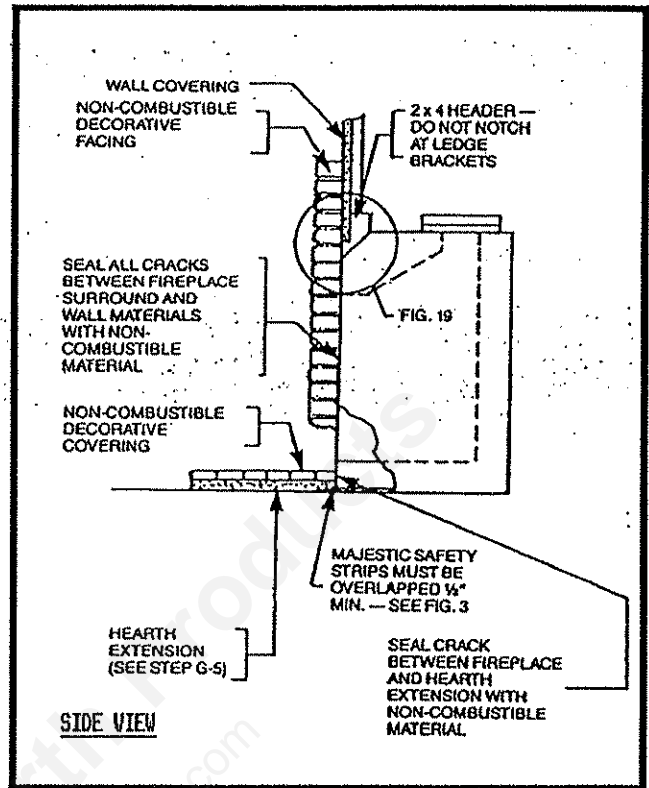 WALL COVERING
NON-COMBUSTIBLE
DECORATIVE
FACING
2 x 4 HEADER —
DO NOT NOTCH
AT LEDGE
BRACKETS
SEAL ALL CRACKS
BETWEEN FIREPLACE
SURROUND AND
WALL MATERIALS
WITH NON-
COMBUSTIBLE
MATERIAL
FIG. 19
NON-COMBUSTIBLE
DECORATIVE
COVERING
MAJESTIC SAFETY
STRIPS MUST BE
OVERLAPPED ½"
MIN. — SEE FIG. 3
HEARTH
EXTENSION
(SEE STEP G-5)
SEAL CRACK
BETWEEN FIREPLACE
AND HEARTH
EXTENSION WITH
NON-COMBUSTIBLE
MATERIAL
SIDE VIEW
rth Products
.com